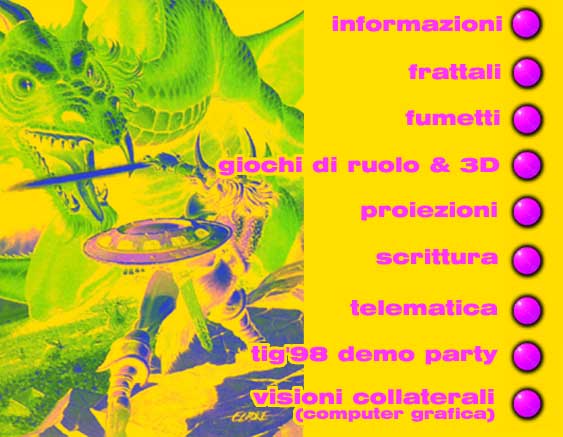 informazioni
frattali
fumetti
giochi di ruolo & 3D
proiezioni
scrittura
telematica
tig'98 demo party
visioni collaterali
(computer grafica)